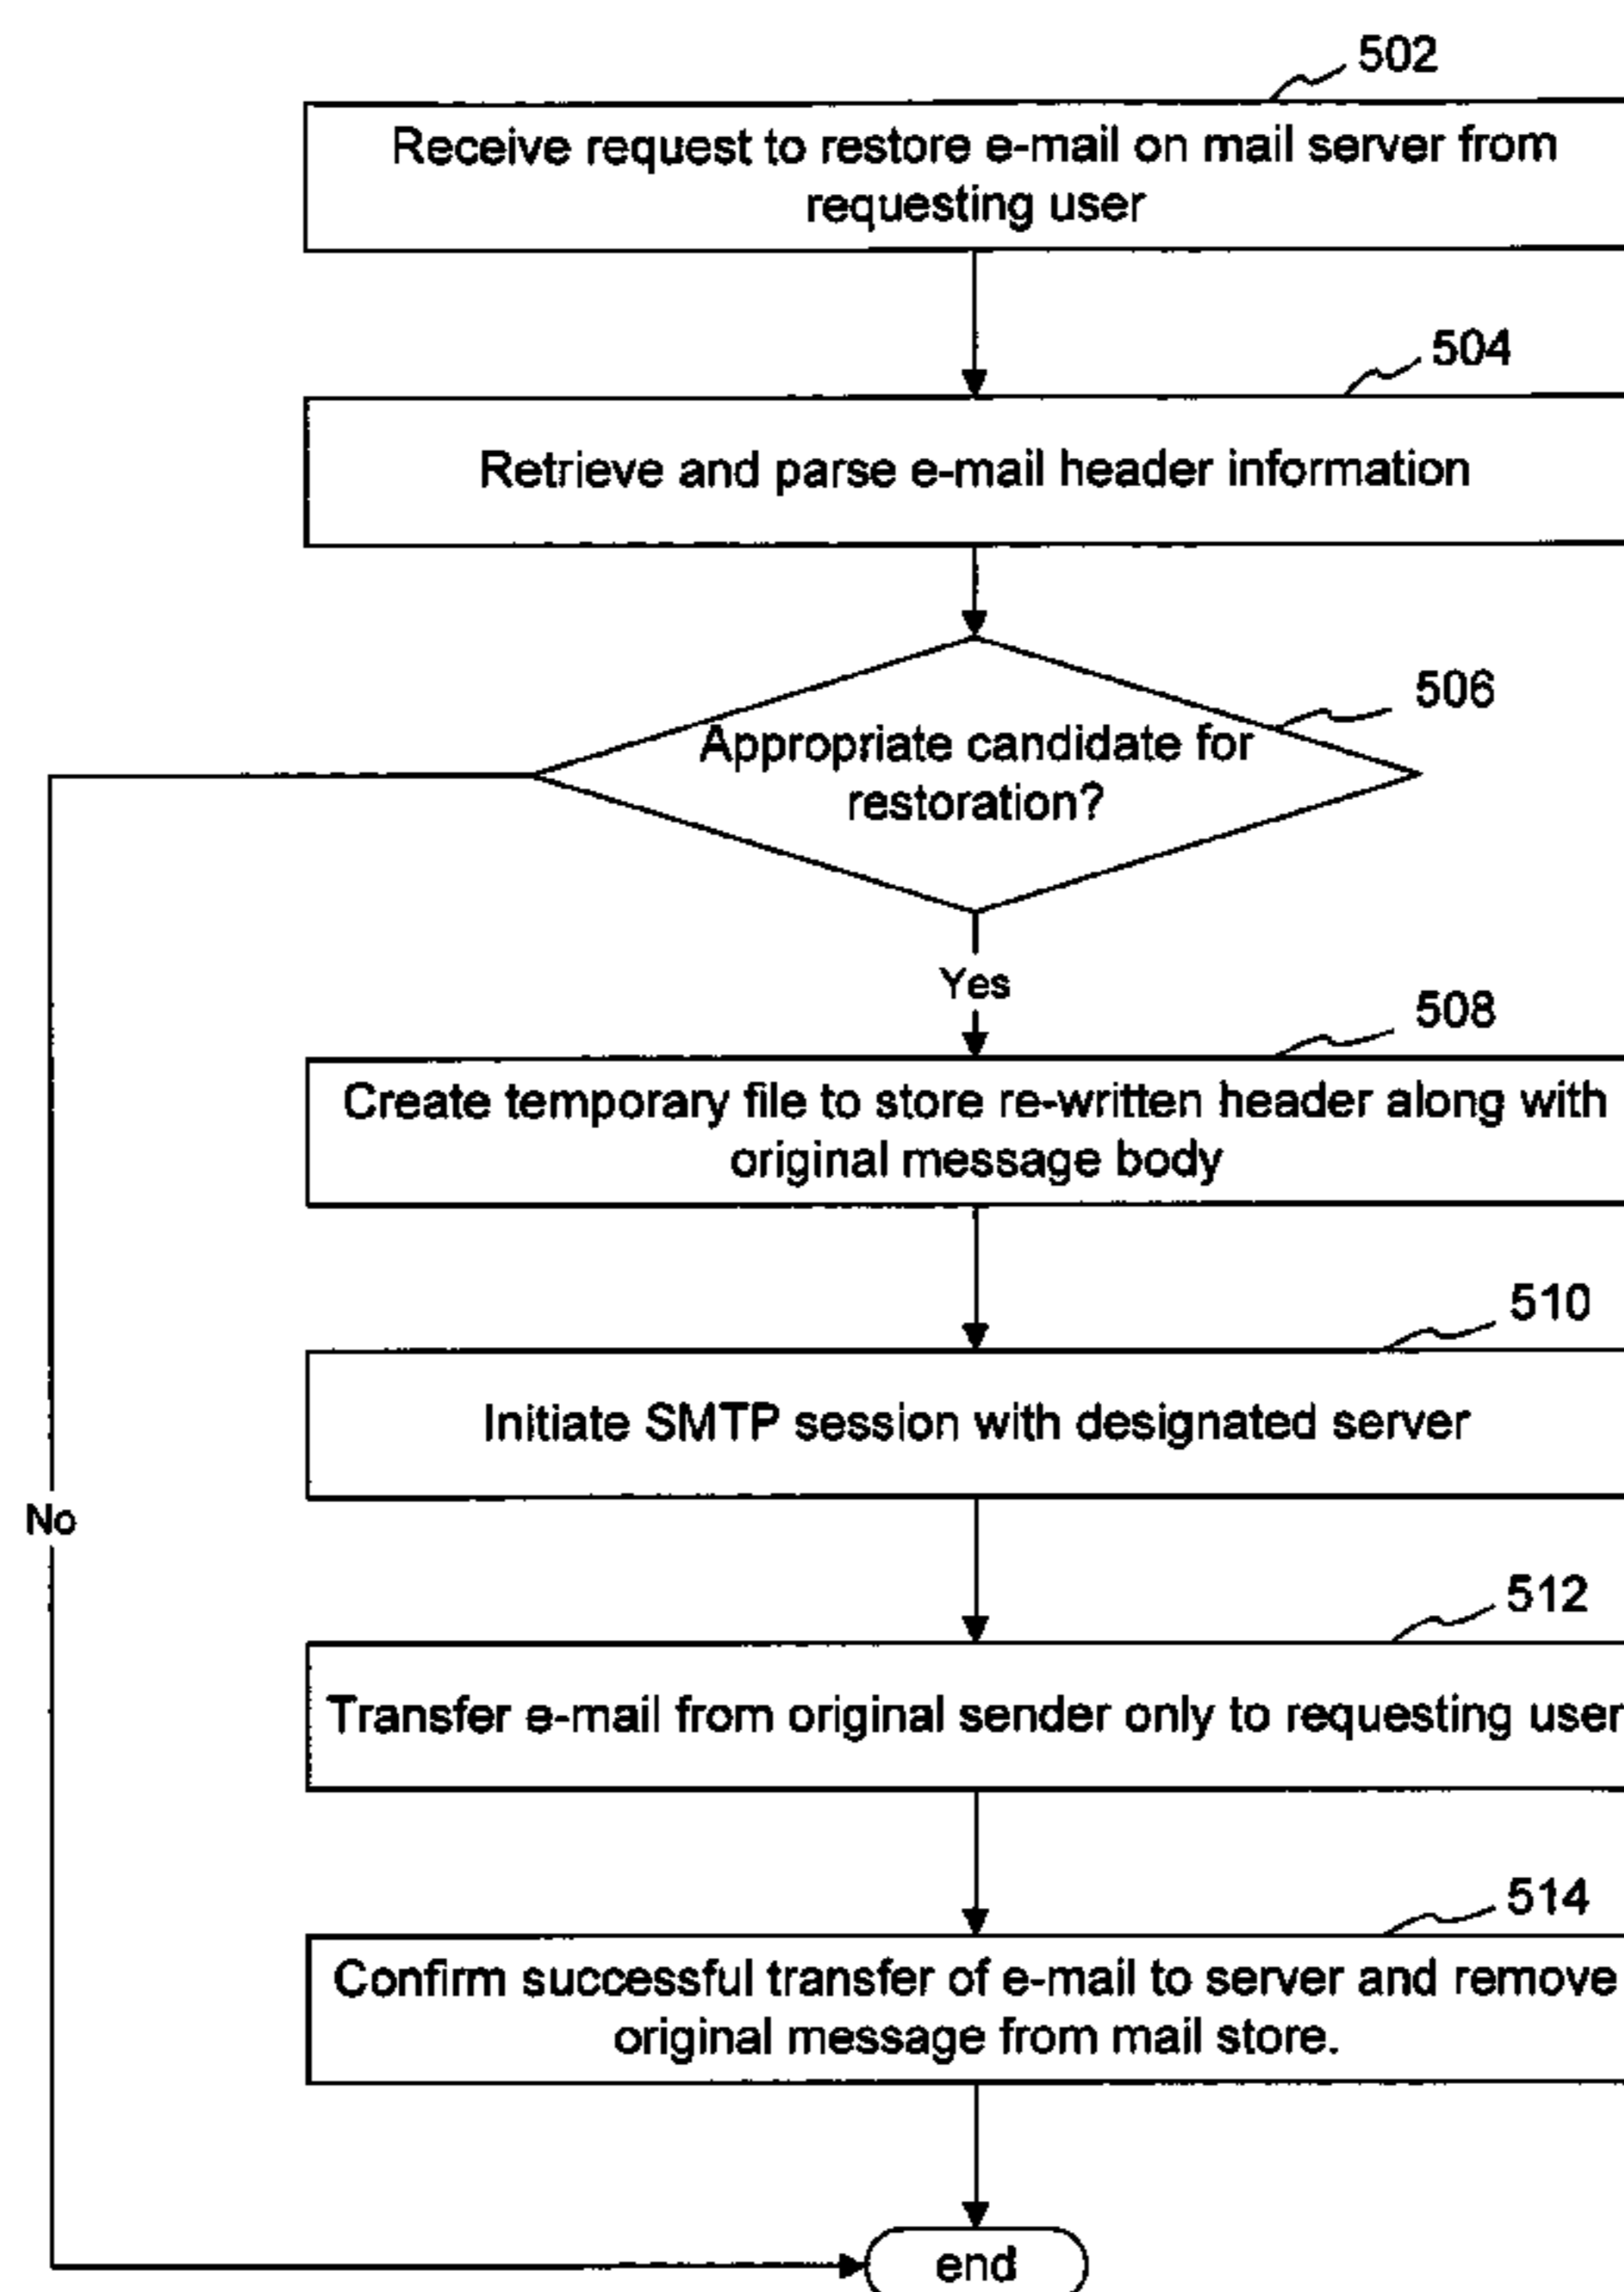 502
Receive request to restore e-mail on mail server from
requesting user
504
Retrieve and parse e-mail header information
506
Appropriate candidate for
restoration?
Yes
508
Create temporary file to store re-written header along with
original message body
510
Initiate SMTP session with designated server
No
512
Transfer e-mail from original sender only to requesting user
514
Confirm successful transfer of e-mail to server and remove
original message from mail store.
end